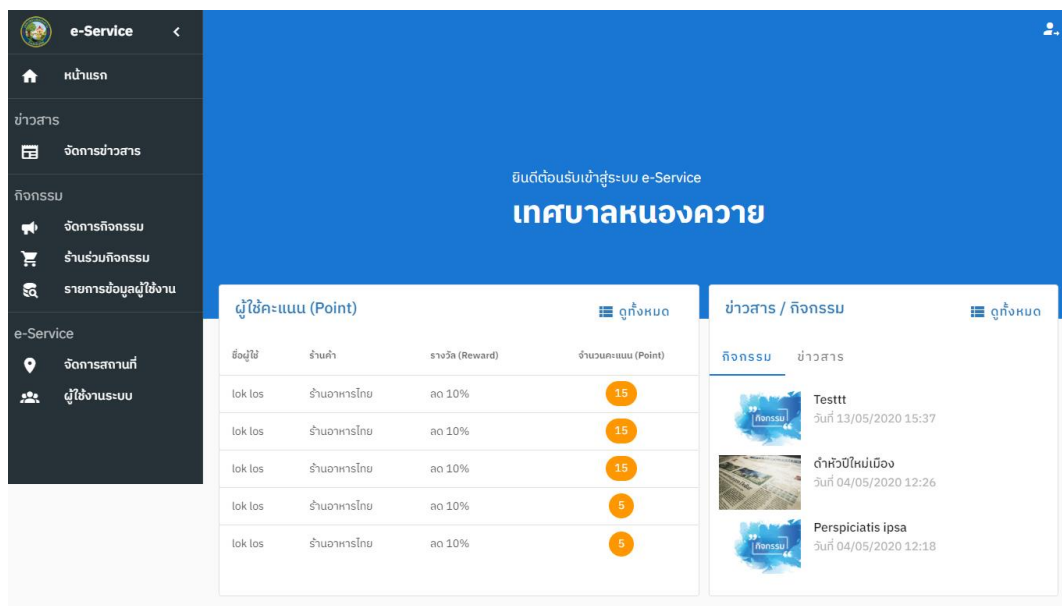 e-Service
หน้าแรก
ข่าวสาร
จัดการข่าวสาร
กิจกรรม
จัดการกิจกรรม
ร้านร่วมกิจกรรม
รายการข้อมูลผู้ใช้งาน
e-Service
จัดการสถานที่
ผู้ใช้งานระบบ
ยินดีต้อนรับเข้าสู่ระบบ e-Service
เทศบาลหนองควาย
ผู้ใช้คะแนน (Point)
ดูทั้งหมด
ชื่อผู้ใช้ ร้านค้า รางวัล (Reward) จำนวนคะแนน (Point)
lok los ร้านอาหารไทย ลด 10% 15
lok los ร้านอาหารไทย ลด 10% 15
lok los ร้านอาหารไทย ลด 10% 15
lok los ร้านอาหารไทย ลด 10% 5
lok los ร้านอาหารไทย ลด 10% 5
ข่าวสาร / กิจกรรม
ดูทั้งหมด
กิจกรรม ข่าวสาร
กิจกรรม
Testtt
วันที่ 13/05/2020 15:37
ดำหัวปีใหม่เมือง
วันที่ 04/05/2020 12:26
กิจกรรม
Perspiciatis ipsa
วันที่ 04/05/2020 12:18